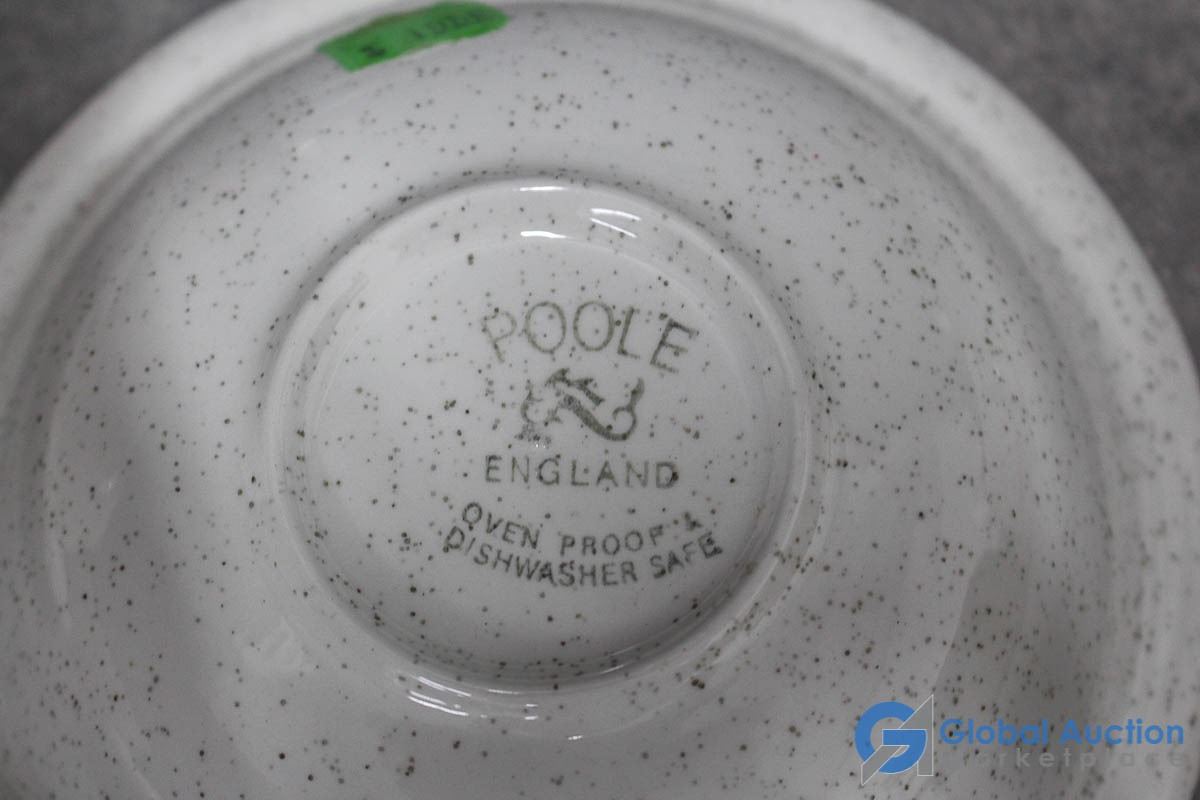 POOLE
ENGLAND
OVEN PROOF &
DISHWASHER SAFE
Global Auction
Marketplace